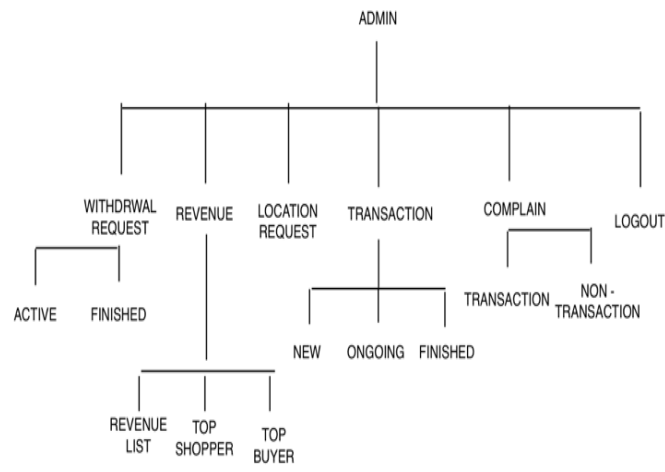 ADMIN
WITHDRWAL
REQUEST
REVENUE
LOCATION
REQUEST
TRANSACTION
COMPLAIN
LOGOUT
ACTIVE
FINISHED
NEW
ONGOING
FINISHED
TRANSACTION
NON -
TRANSACTION
REVENUE
LIST
TOP
SHOPPER
TOP
BUYER